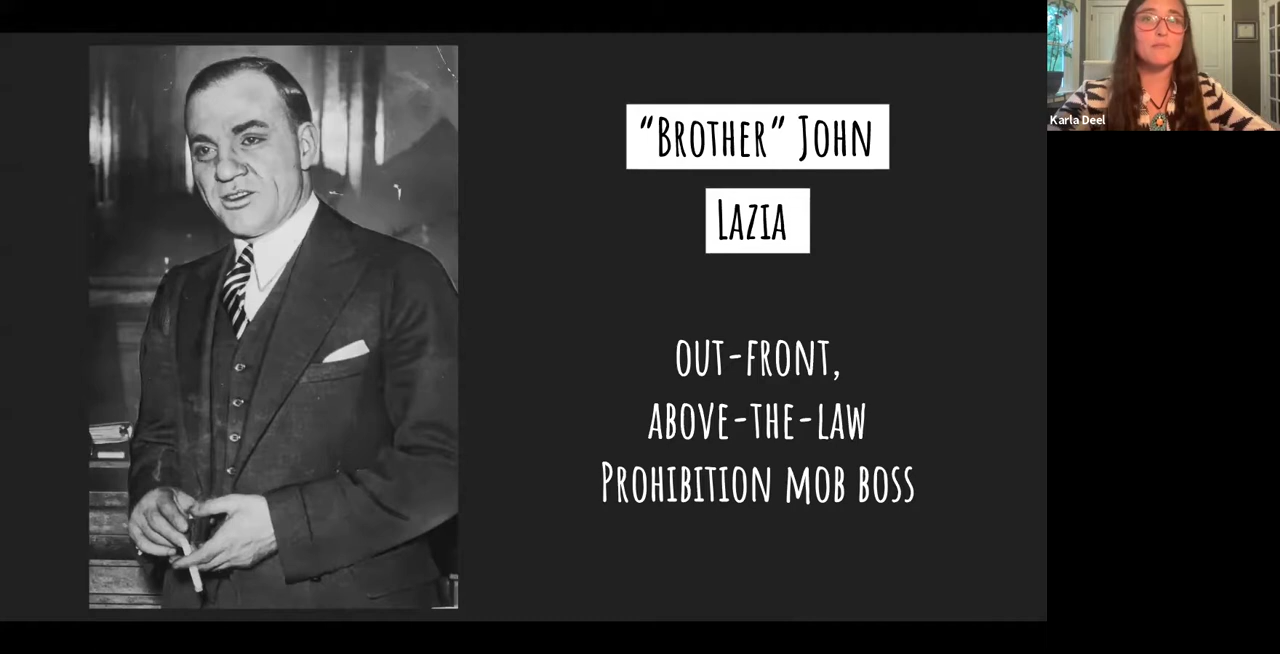 “Brother” John
Lazia
out-front,
above-the-law
Prohibition mob boss
Karla Deel